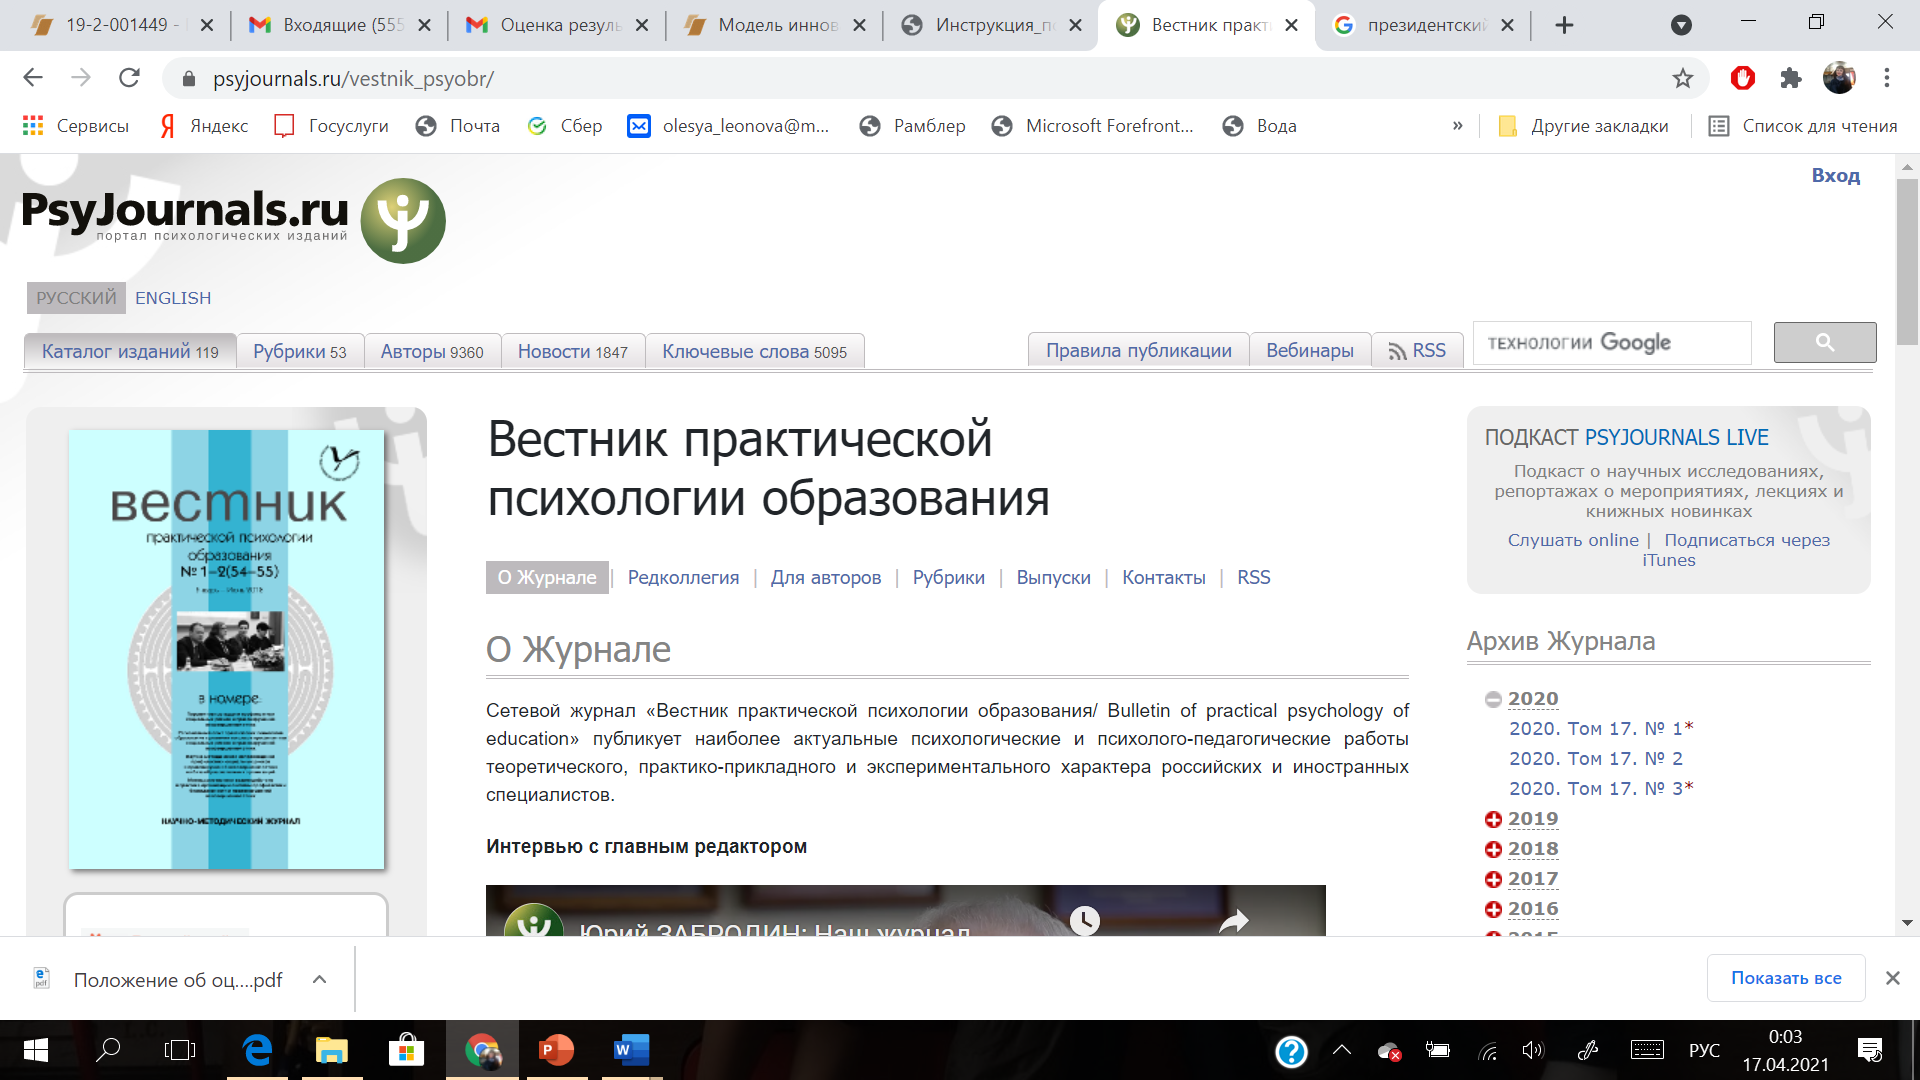 19-2-001449 -
Входящие (555
Оценка резуль
Модель иннов
Инструкция_по
Вестник практи
президентский
psyjournals.ru/vestnik_psyobr/
Сервисы
Яндекс
Госуслуги
Почта
Сбер
olesya_leonova@m...
Рамблер
Microsoft Forefront...
Вода
»
Другие закладки
Список для чтения
Вход
PsyJournals.ru
портал психологических изданий
РУССКИЙ ENGLISH
Каталог изданий 119
Рубрики 53
Авторы 9360
Новости 1847
Ключевые слова 5095
Правила публикации
Вебинары
RSS
технологии Google
вестник
практической психологии
образования
№ 1–2(54–55)
в номере:
НАУЧНО-МЕТОДИЧЕСКИЙ ЖУРНАЛ
Вестник практической
психологии образования
О Журнале | Редколлегия | Для авторов | Рубрики | Выпуски | Контакты | RSS
О Журнале
Сетевой журнал «Вестник практической психологии образования/ Bulletin of practical psychology of
education» публикует наиболее актуальные психологические и психолого-педагогические работы
теоретического, практико-прикладного и экспериментального характера российских и иностранных
специалистов.
Интервью с главным редактором
Юрий ЗАБРОДИН: Наш журнал
ПОДКАСТ PSYJOURNALS LIVE
Подкаст о научных исследованиях,
репортажах о мероприятиях, лекциях и
книжных новинках
Слушать online | Подписаться через
iTunes
Архив Журнала
2020
2020. Том 17. № 1*
2020. Том 17. № 2
2020. Том 17. № 3*
2019
2018
2017
2016
2015
Положение об оц....pdf
Показать все
РУС
0:03
17.04.2021